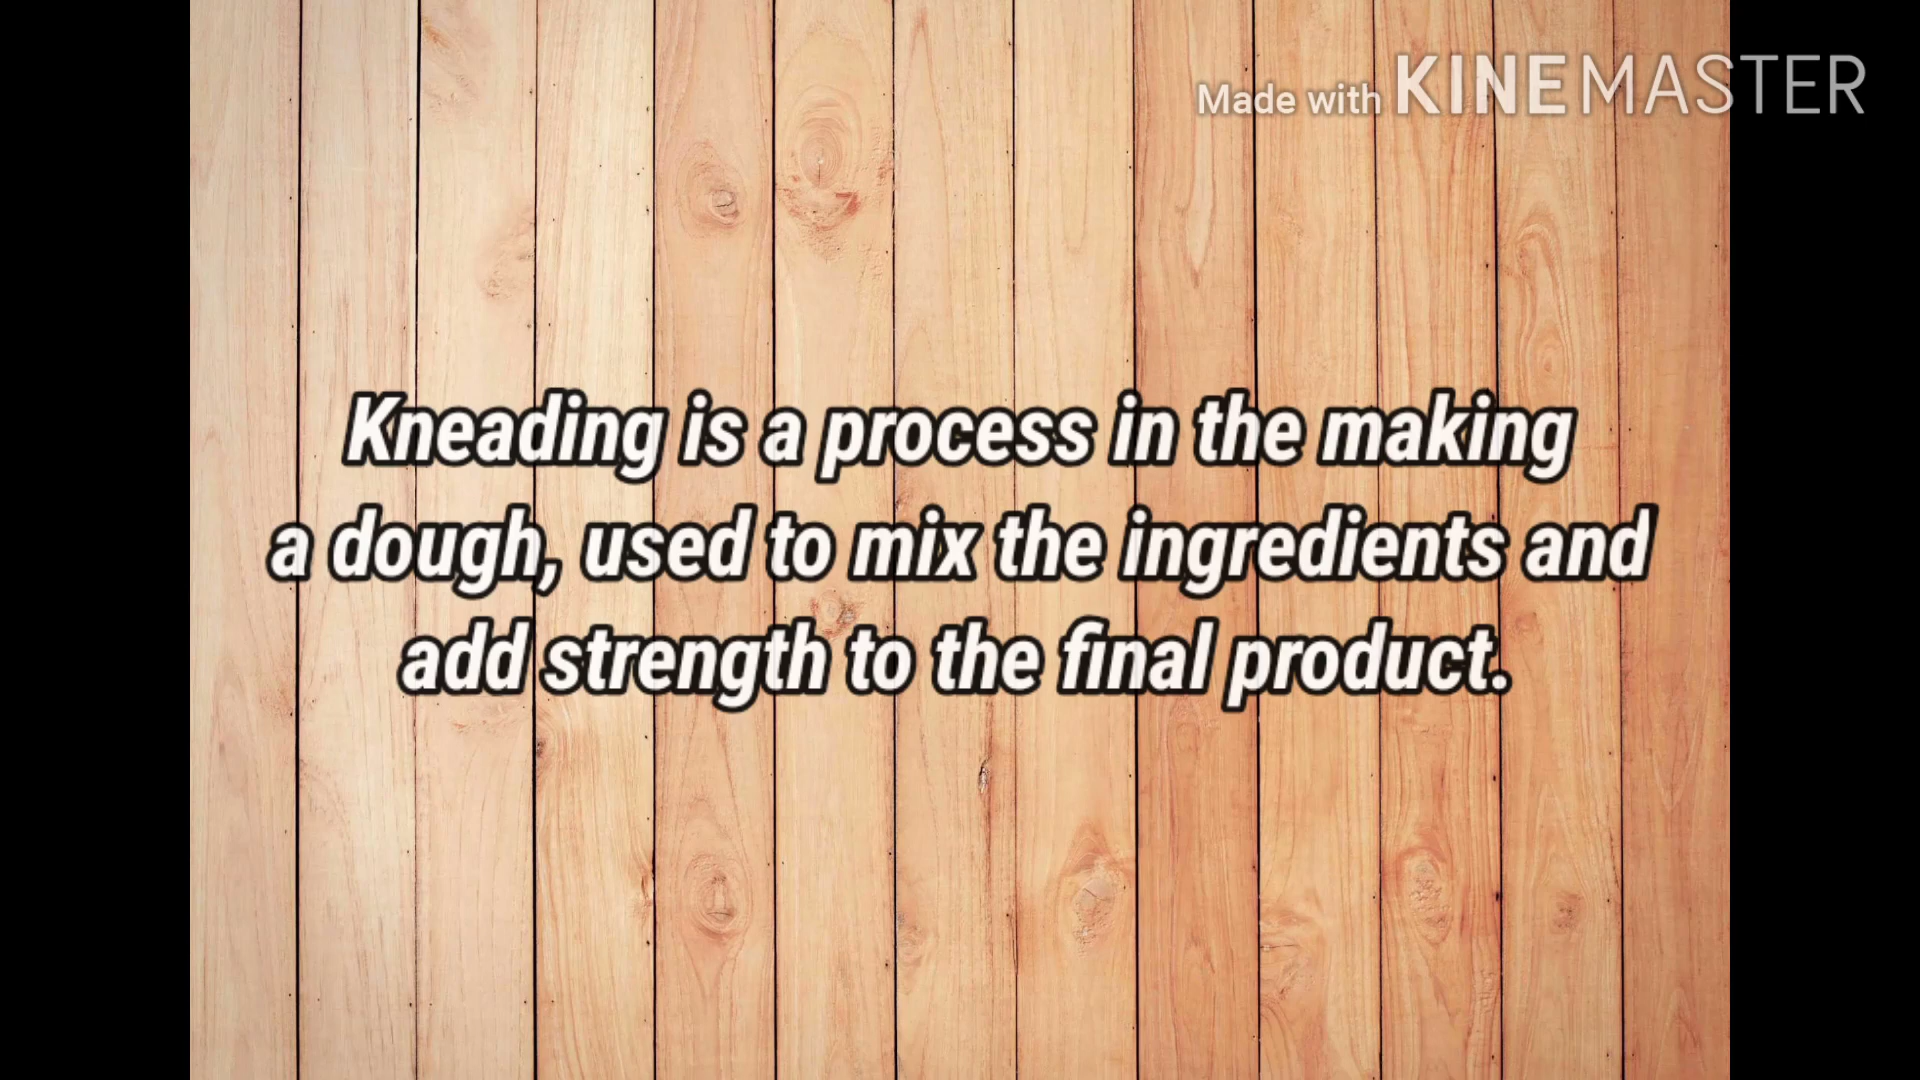 Made with KINEMASTER
Kneading is a process in the making
a dough, used to mix the ingredients and
add strength to the final product.